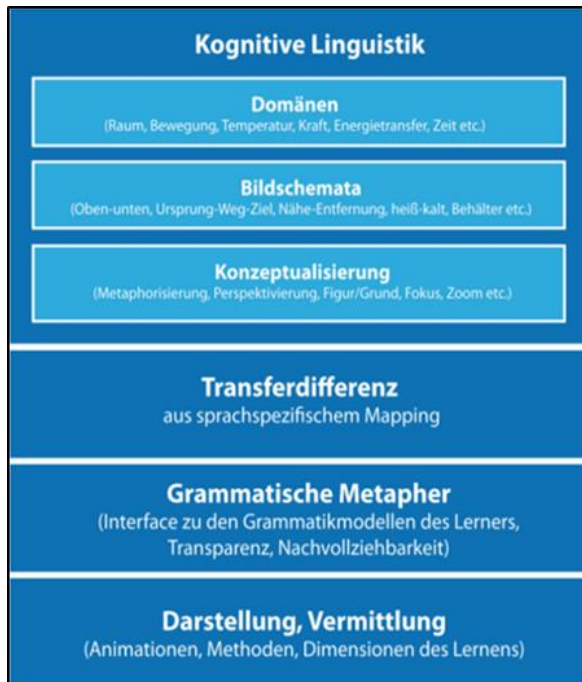 Kognitive Linguistik
Domänen
(Raum, Bewegung, Temperatur, Kraft, Energietransfer, Zeit etc.)
Bildschemata
(Oben-unten, Ursprung-Weg-Ziel, Nähe-Entfernung, heiß-kalt, Behälter etc.)
Konzeptualisierung
(Metaphorisierung, Perspektivierung, Figur/Grund, Fokus, Zoom etc.)
Transferdifferenz
aus sprachspezifischem Mapping
Grammatische Metapher
(Interface zu den Grammatikmodellen des Lerners,
Transparenz, Nachvollziehbarkeit)
Darstellung, Vermittlung
(Animationen, Methoden, Dimensionen des Lernens)